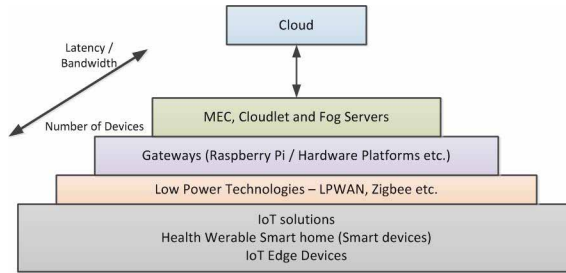 Cloud
Latency /
Bandwidth
Number of Devices
MEC, Cloudlet and Fog Servers
Gateways (Raspberry Pi / Hardware Platforms etc.)
Low Power Technologies – LPWAN, Zigbee etc.
IoT solutions
Health Werable Smart home (Smart devices)
IoT Edge Devices